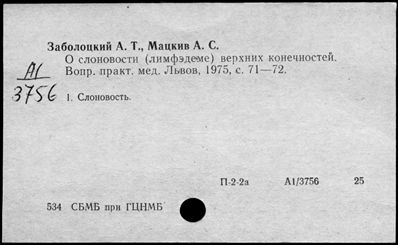 Заболоцкий А. Т., Мацкив А. С.
О слоновости (лимфэдеме) верхних конечностей.
Вопр. практ. мед. Львов, 1975, с. 71—72.
А1
3756
1. Слоновость.
П-2-2а А1/3756 25
534 СБМБ при ГЦНМБ